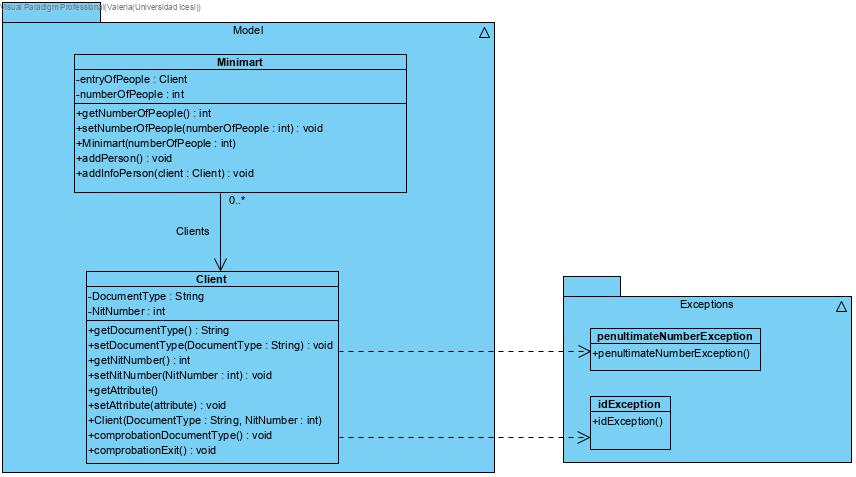 Visual Paradigm Professional(Valeria(Universidad Icesi))
Model
Minimart
-entryOfPeople : Client
-numberOfPeople : int
+getNumberOfPeople() : int
+setNumberOfPeople(numberOfPeople : int) : void
+Minimart(numberOfPeople : int)
+addPerson() : void
+addInfoPerson(client : Client) : void
0..*
Clients
Client
-DocumentType : String
-NitNumber : int
+getDocumentType() : String
+setDocumentType(DocumentType : String) : void
+getNitNumber() : int
+setNitNumber(NitNumber : int) : void
+getAttribute()
+setAttribute(attribute) : void
+Client(DocumentType : String, NitNumber : int)
+comprobationDocumentType() : void
+comprobationExit() : void
Exceptions
penultimateNumberException
+penultimateNumberException()
idException
+idException()